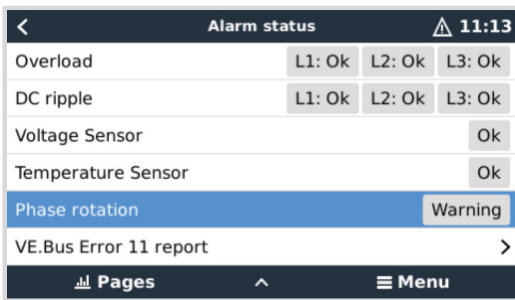 Alarm status 11:13
Overload L1: Ok L2: Ok L3: Ok
DC ripple L1: Ok L2: Ok L3: Ok
Voltage Sensor Ok
Temperature Sensor Ok
Phase rotation Warning
VE.Bus Error 11 report
Pages Menu